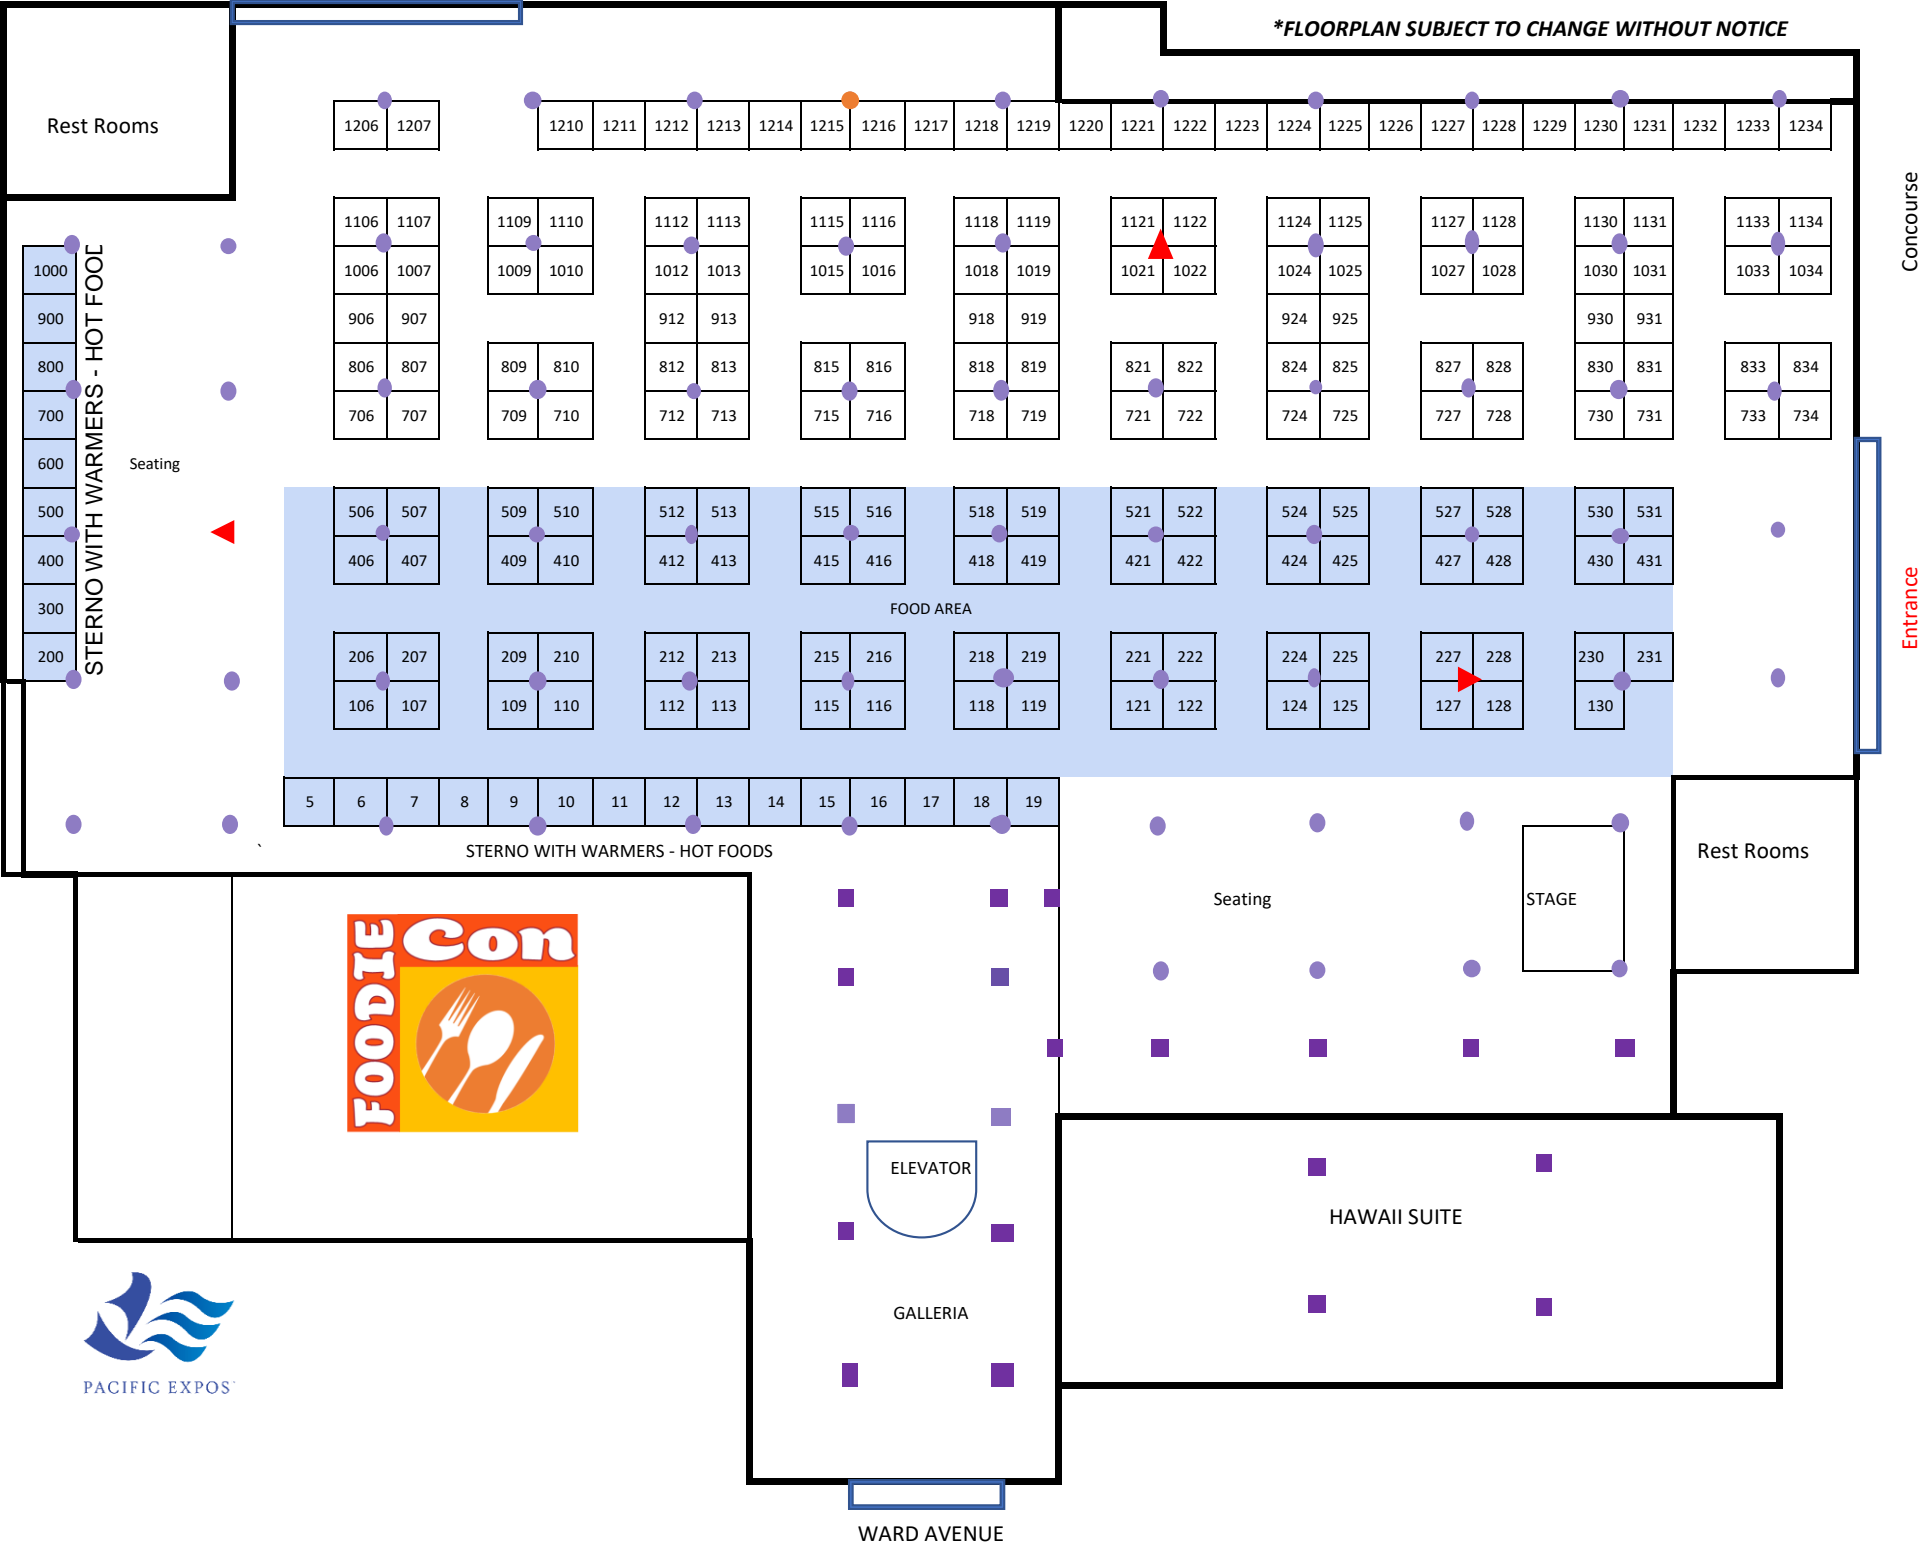 *FLOORPLAN SUBJECT TO CHANGE WITHOUT NOTICE
Rest Rooms
1206 1207 1210 1211 1212 1213 1214 1215 1216 1217 1218 1219 1220 1221 1222 1223 1224 1225 1226 1227 1228 1229 1230 1231 1232 1233 1234
Concourse
1106 1107 1109 1110 1112 1113 1115 1116 1118 1119 1121 1122 1124 1125 1127 1128 1130 1131 1133 1134
1000 1006 1007 1009 1010 1012 1013 1015 1016 1018 1019 1021 1022 1024 1025 1027 1028 1030 1031 1033 1034
900 906 907 912 913 918 919 924 925 930 931
800 806 807 809 810 812 813 815 816 818 819 821 822 824 825 827 828 830 831 833 834
700 706 707 709 710 712 713 715 716 718 719 721 722 724 725 727 728 730 731 733 734
STERNO WITH WARMERS - HOT FOOD
600 Seating
500 506 507 509 510 512 513 515 516 518 519 521 522 524 525 527 528 530 531
400 406 407 409 410 412 413 415 416 418 419 421 422 424 425 427 428 430 431
300 FOOD AREA
Entrance
200 206 207 209 210 212 213 215 216 218 219 221 222 224 225 227 228 230 231
106 107 109 110 112 113 115 116 118 119 121 122 124 125 127 128 130
5 6 7 8 9 10 11 12 13 14 15 16 17 18 19
` STERNO WITH WARMERS - HOT FOODS
Rest Rooms
Seating
STAGE
FOODIE
Con
ELEVATOR
HAWAII SUITE
GALLERIA
PACIFIC EXPOS
WARD AVENUE